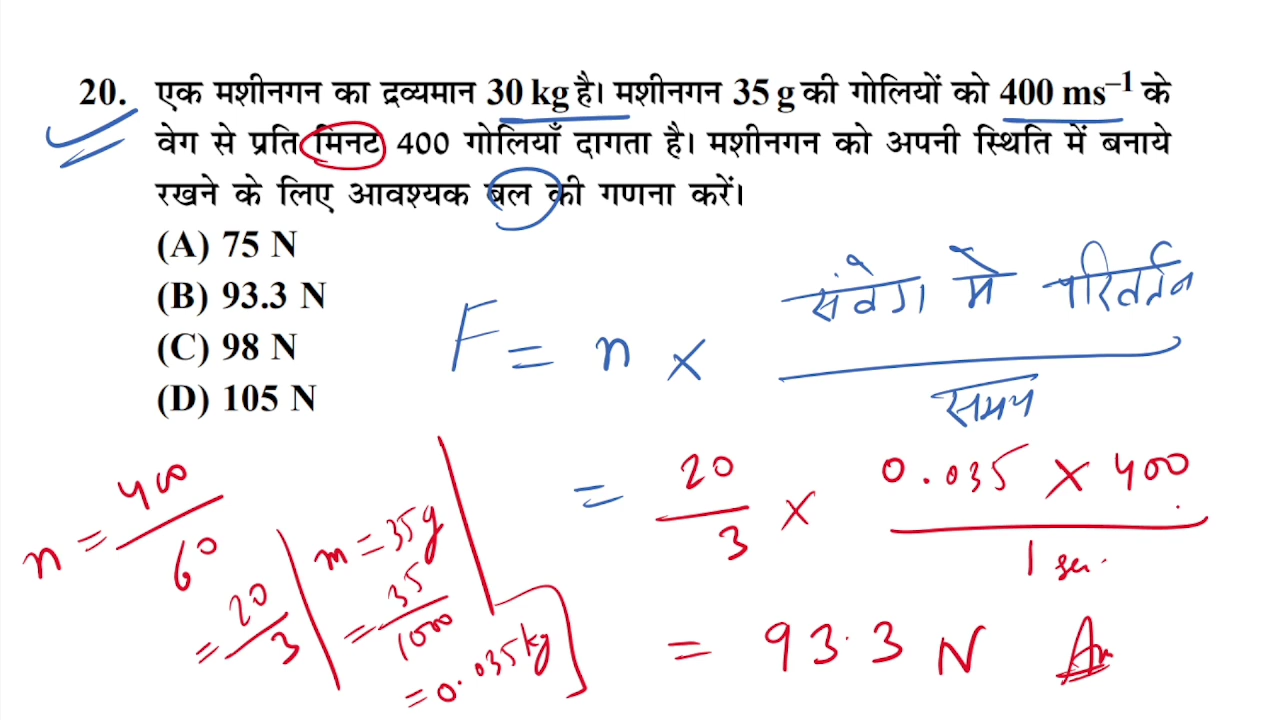 20. एक मशीनगन का द्रव्यमान 30 kg है। मशीनगन 35 g की गोलियों को 400 ms⁻¹ के
वेग से प्रति मिनट 400 गोलियाँ दागता है। मशीनगन को अपनी स्थिति में बनाये
रखने के लिए आवश्यक बल की गणना करें।
(A) 75 N
(B) 93.3 N
(C) 98 N
(D) 105 N
F = n × संवेग में परिवर्तन / समय
= 20/3 × 0.035 × 400 / 1 sec.
= 93.3 N Ans
n = 400/60
= 20/3
m = 35g
= 35/1000
= 0.035kg